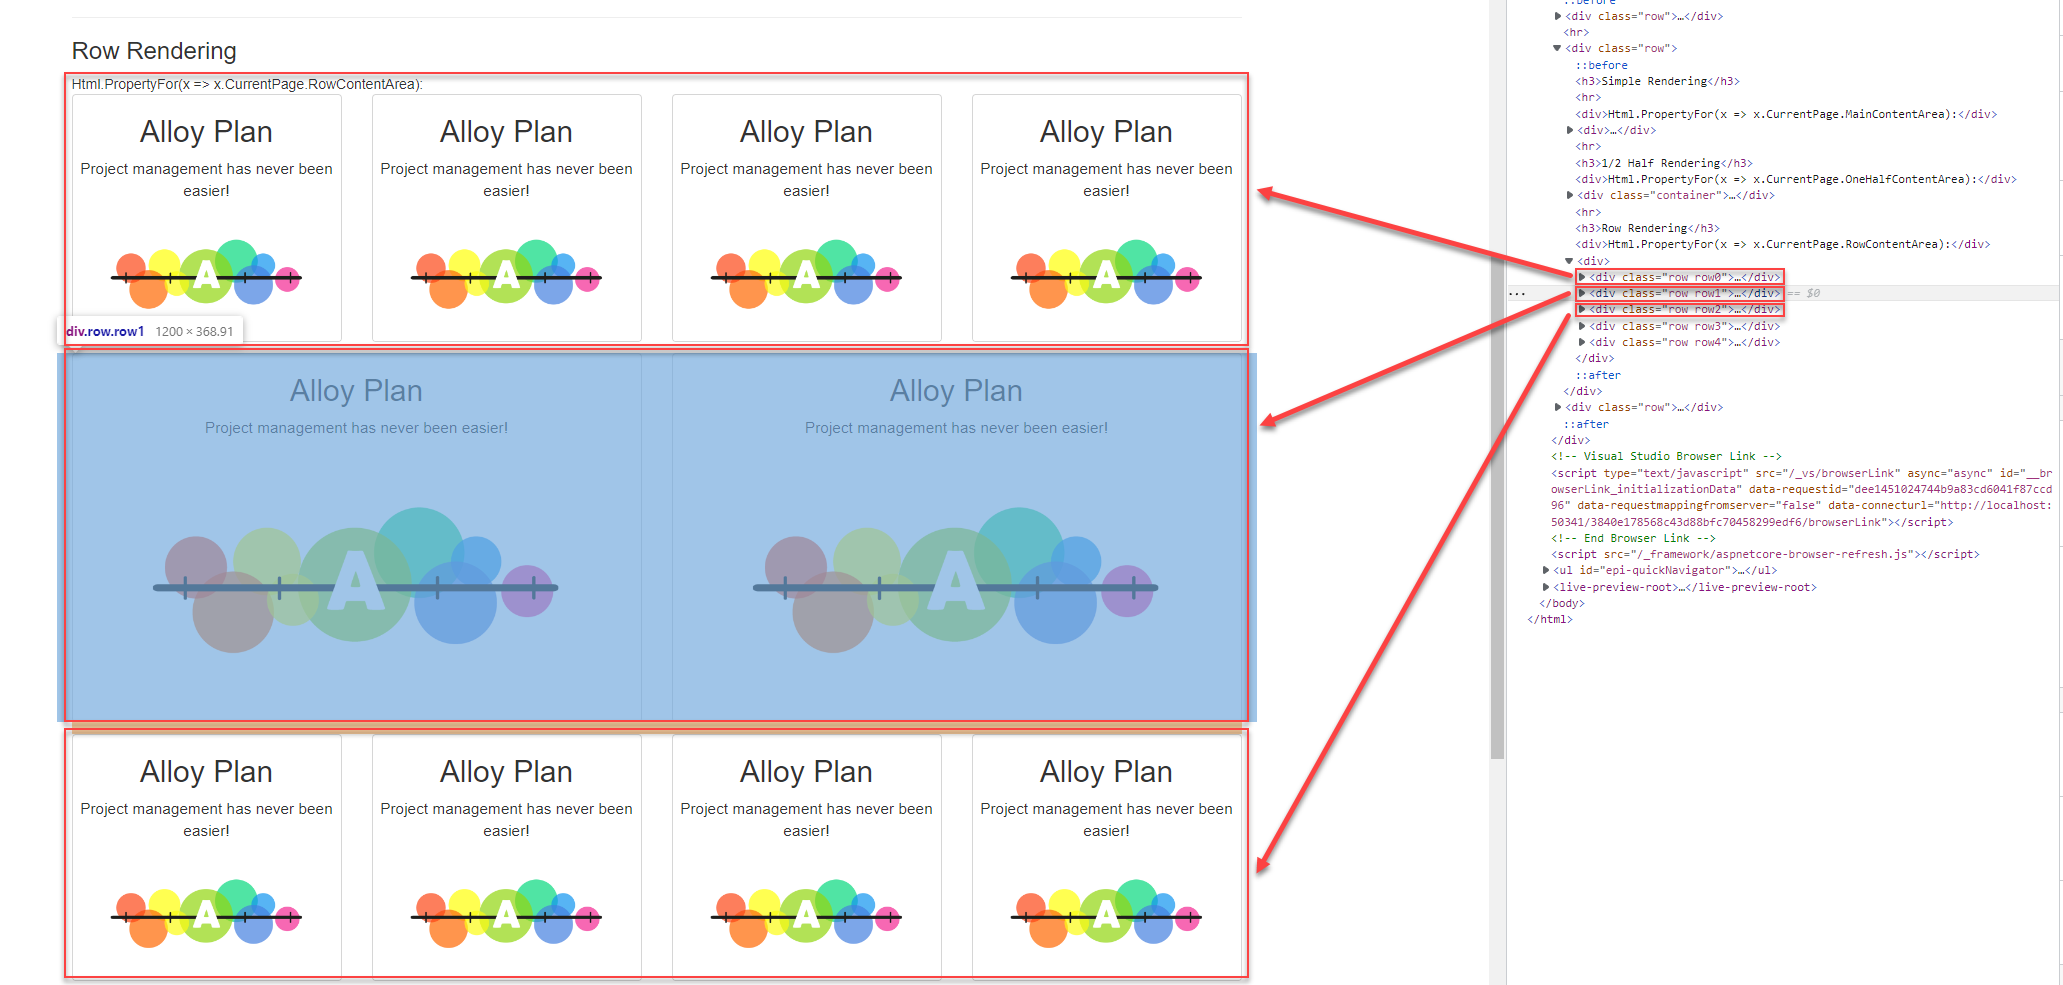 Row Rendering
Html.PropertyFor(x => x.CurrentPage.RowContentArea):
Alloy Plan
Project management has never been
easier!
A
Alloy Plan
Project management has never been
easier!
A
Alloy Plan
Project management has never been
easier!
A
Alloy Plan
Project management has never been
easier!
A
div.row.row1 1200 × 368.91
Alloy Plan
Project management has never been easier!
A
Alloy Plan
Project management has never been easier!
A
Alloy Plan
Project management has never been
easier!
A
Alloy Plan
Project management has never been
easier!
A
Alloy Plan
Project management has never been
easier!
A
Alloy Plan
Project management has never been
easier!
A
::before
<div class="row">…</div>
<hr>
<div class="row">
::before
<h3>Simple Rendering</h3>
<hr>
<div>Html.PropertyFor(x => x.CurrentPage.MainContentArea):</div>
<div>…</div>
<hr>
<h3>1/2 Half Rendering</h3>
<div>Html.PropertyFor(x => x.CurrentPage.OneHalfContentArea):</div>
<div class="container">…</div>
<hr>
<h3>Row Rendering</h3>
<div>Html.PropertyFor(x => x.CurrentPage.RowContentArea):</div>
<div>
<div class="row row0">…</div>
... <div class="row row1">…</div> == $0
<div class="row row2">…</div>
<div class="row row3">…</div>
<div class="row row4">…</div>
</div>
::after
</div>
<div class="row">…</div>
::after
</div>
<!-- Visual Studio Browser Link -->
<script type="text/javascript" src="/_vs/browserLink" async="async" id="__br
owserLink_initializationData" data-requestid="dee1451024744b9a83cd6041f87ccd
96" data-requestmappingfromserver="false" data-connecturl="http://localhost:
50341/3840e178568c43d88bfc70458299edf6/browserLink"></script>
<!-- End Browser Link -->
<script src="/_framework/aspnetcore-browser-refresh.js"></script>
<ul id="epi-quickNavigator">…</ul>
<live-preview-root>…</live-preview-root>
</body>
</html>